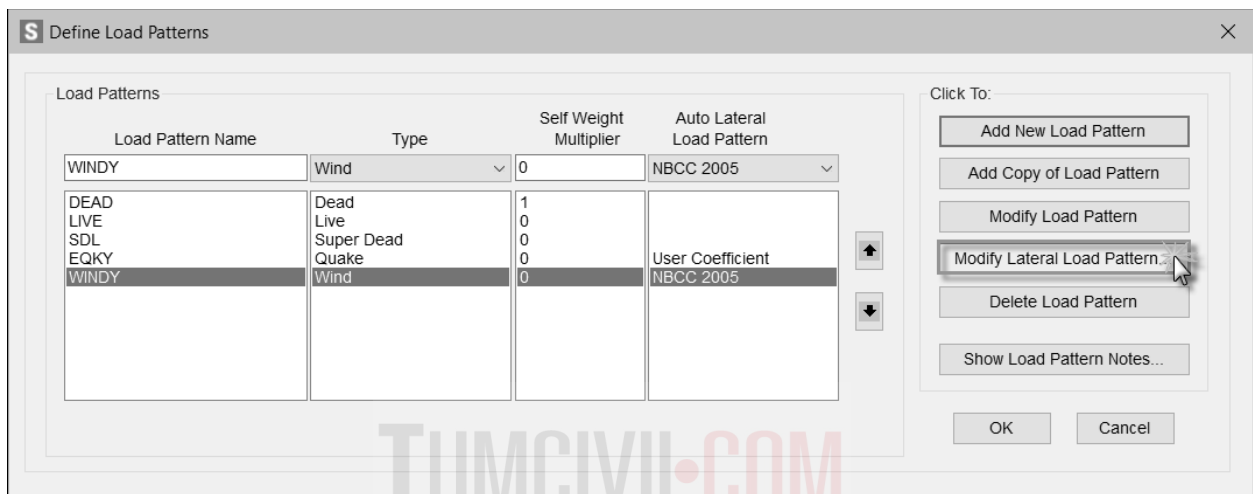 S Define Load Patterns
Load Patterns
Click To:
Load Pattern Name Type Self Weight Multiplier Auto Lateral Load Pattern
WINDY Wind 0 NBCC 2005
DEAD Dead 1
LIVE Live 0
SDL Super Dead 0
EQKY Quake 0 User Coefficient
WINDY Wind 0 NBCC 2005
Add New Load Pattern
Add Copy of Load Pattern
Modify Load Pattern
Modify Lateral Load Pattern..
Delete Load Pattern
Show Load Pattern Notes...
OK Cancel
TUMCIVIL.COM